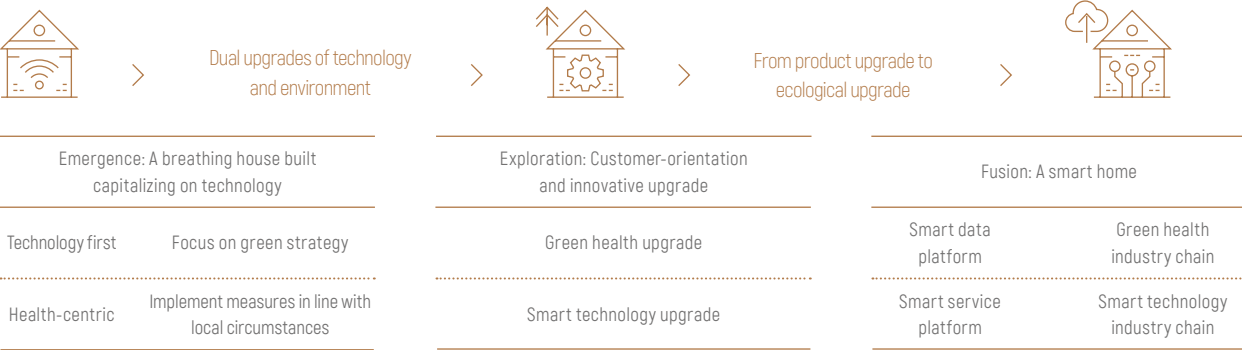 Dual upgrades of technology
and environment
From product upgrade to
ecological upgrade
Emergence: A breathing house built
capitalizing on technology
Technology first
Focus on green strategy
Health-centric
Implement measures in line with
local circumstances
Exploration: Customer-orientation
and innovative upgrade
Green health upgrade
Smart technology upgrade
Fusion: A smart home
Smart data
platform
Green health
industry chain
Smart service
platform
Smart technology
industry chain